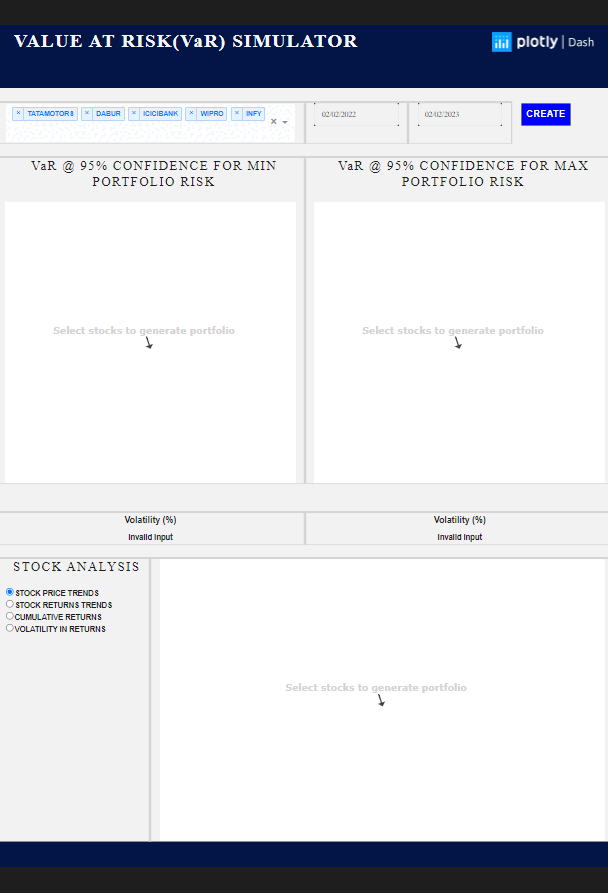 VALUE AT RISK(VaR) SIMULATOR
plotly | Dash
× TATAMOTORS × DABUR × ICICIBANK × WIPRO × INFY
×
02/02/2022
02/02/2023
CREATE
VaR @ 95% CONFIDENCE FOR MIN
PORTFOLIO RISK
VaR @ 95% CONFIDENCE FOR MAX
PORTFOLIO RISK
Select stocks to generate portfolio
Select stocks to generate portfolio
Volatility (%)
Invalid Input
Volatility (%)
Invalid Input
STOCK ANALYSIS
STOCK PRICE TRENDS
STOCK RETURNS TRENDS
CUMULATIVE RETURNS
VOLATILITY IN RETURNS
Select stocks to generate portfolio